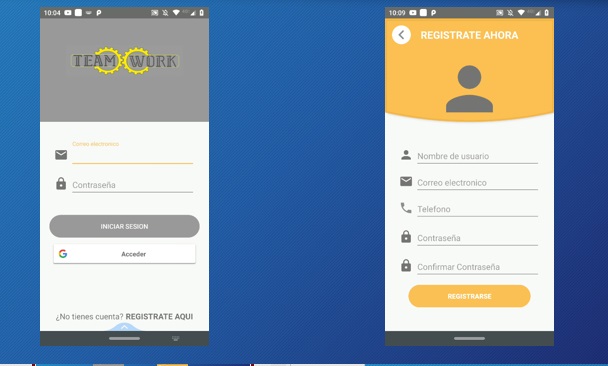 10:04
TEAM WORK
Correo electronico
Contraseña
INICIAR SESION
Acceder
¿No tienes cuenta? REGISTRATE AQUI
10:09
REGISTRATE AHORA
Nombre de usuario
Correo electronico
Telefono
Contraseña
Confirmar Contraseña
REGISTRARSE